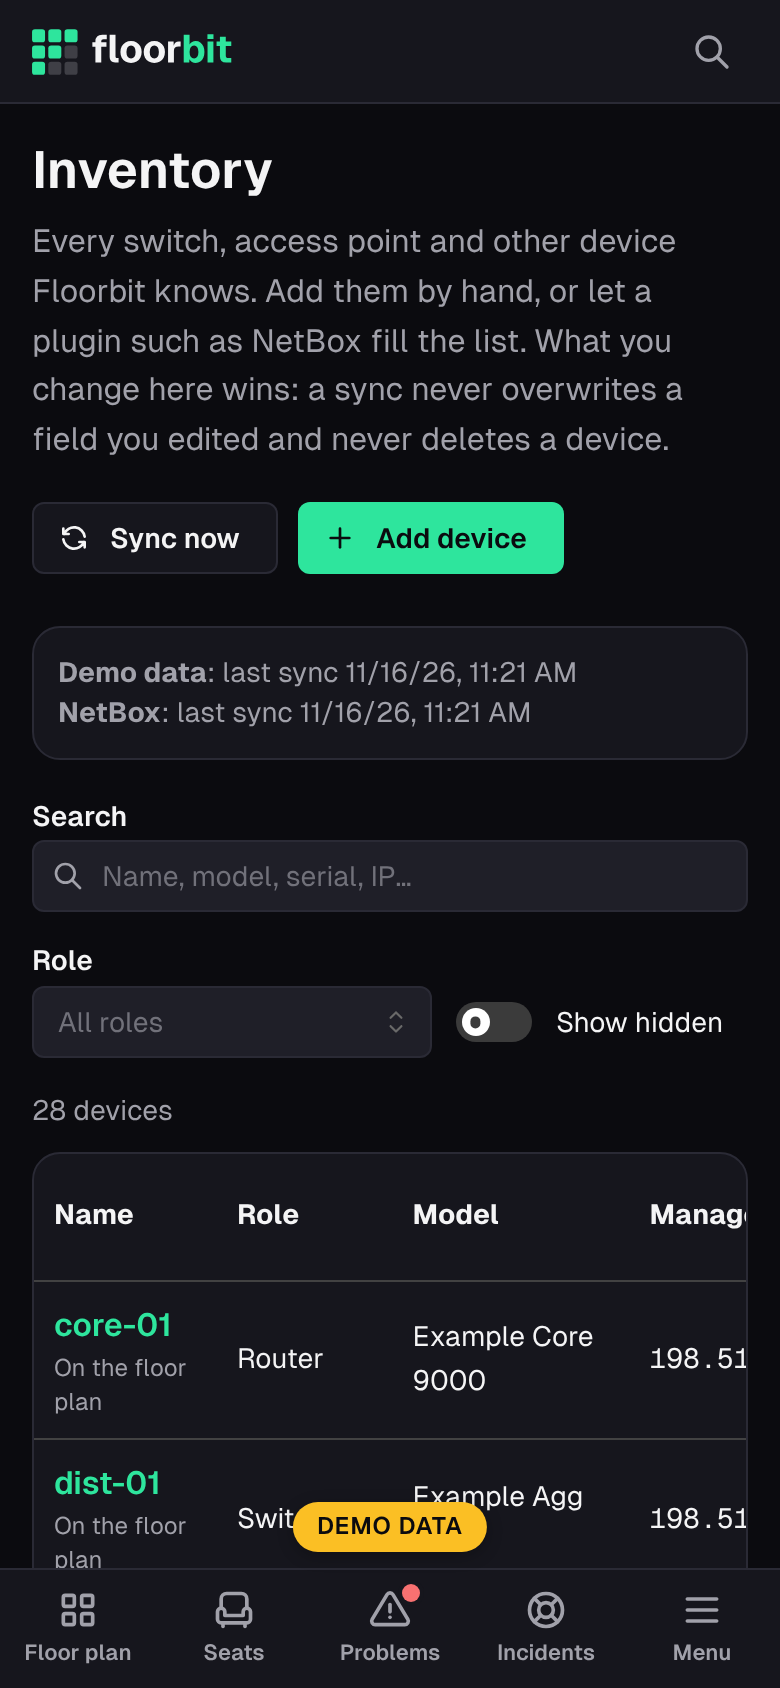 floorbit
Inventory
Every switch, access point and other device
Floorbit knows. Add them by hand, or let a
plugin such as NetBox fill the list. What you
change here wins: a sync never overwrites a
field you edited and never deletes a device.
Sync now
Add device
Demo data: last sync 11/16/26, 11:21 AM
NetBox: last sync 11/16/26, 11:21 AM
Search
Name, model, serial, IP...
Role
All roles
Show hidden
28 devices
Name Role Model
core-01
On the floor
plan
Router
Example Core
9000
198.51
dist-01
On the floor
plan
Example Agg
198.51
DEMO DATA
Floor plan Seats Problems Incidents Menu